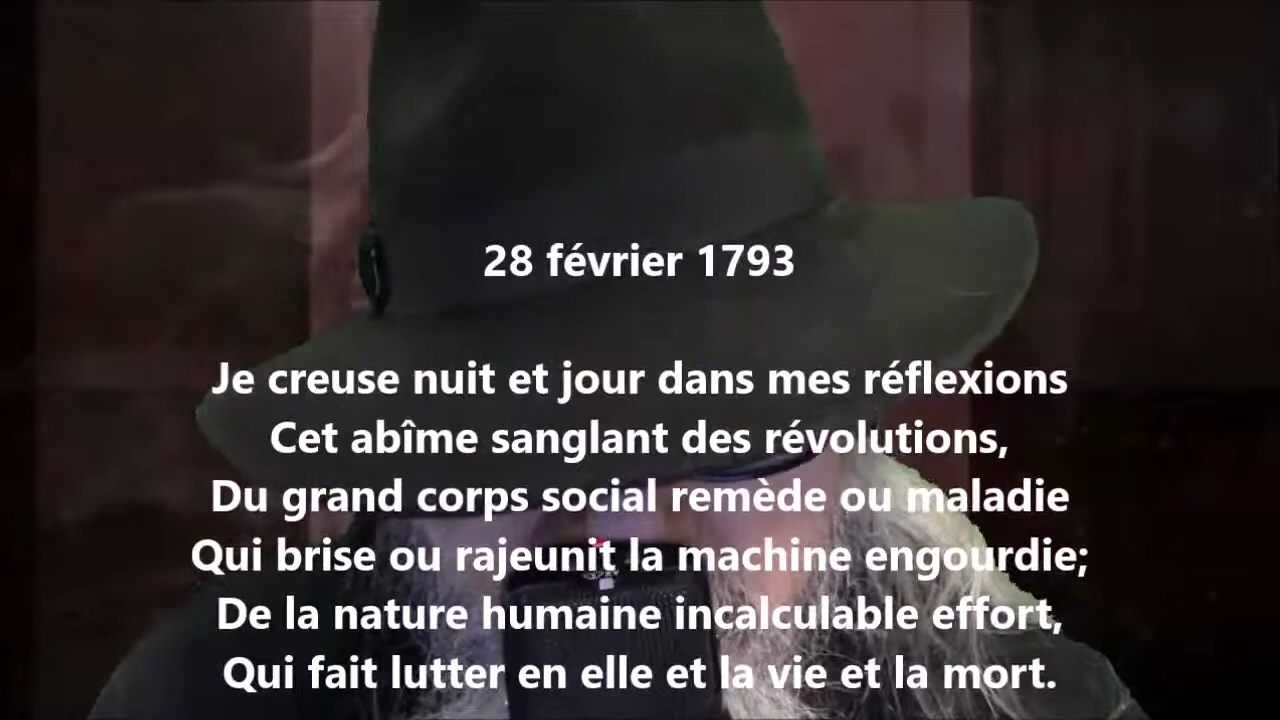 28 février 1793
Je creuse nuit et jour dans mes réflexions
Cet abîme sanglant des révolutions,
Du grand corps social remède ou maladie
Qui brise ou rajeunit la machine engourdie;
De la nature humaine incalculable effort,
Qui fait lutter en elle et la vie et la mort.